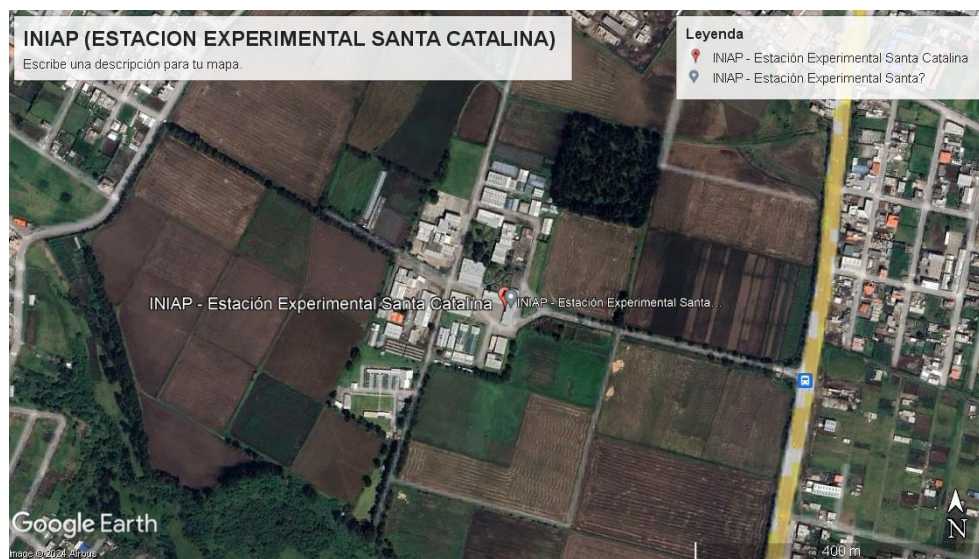 INIAP (ESTACION EXPERIMENTAL SANTA CATALINA)
Escribe una descripción para tu mapa.
Leyenda
INIAP - Estación Experimental Santa Catalina
INIAP - Estación Experimental Santa?
INIAP - Estación Experimental Santa Catalina
INIAP - Estación Experimental Santa...
Google Earth
Image © 2024 Airbus
400 m
N